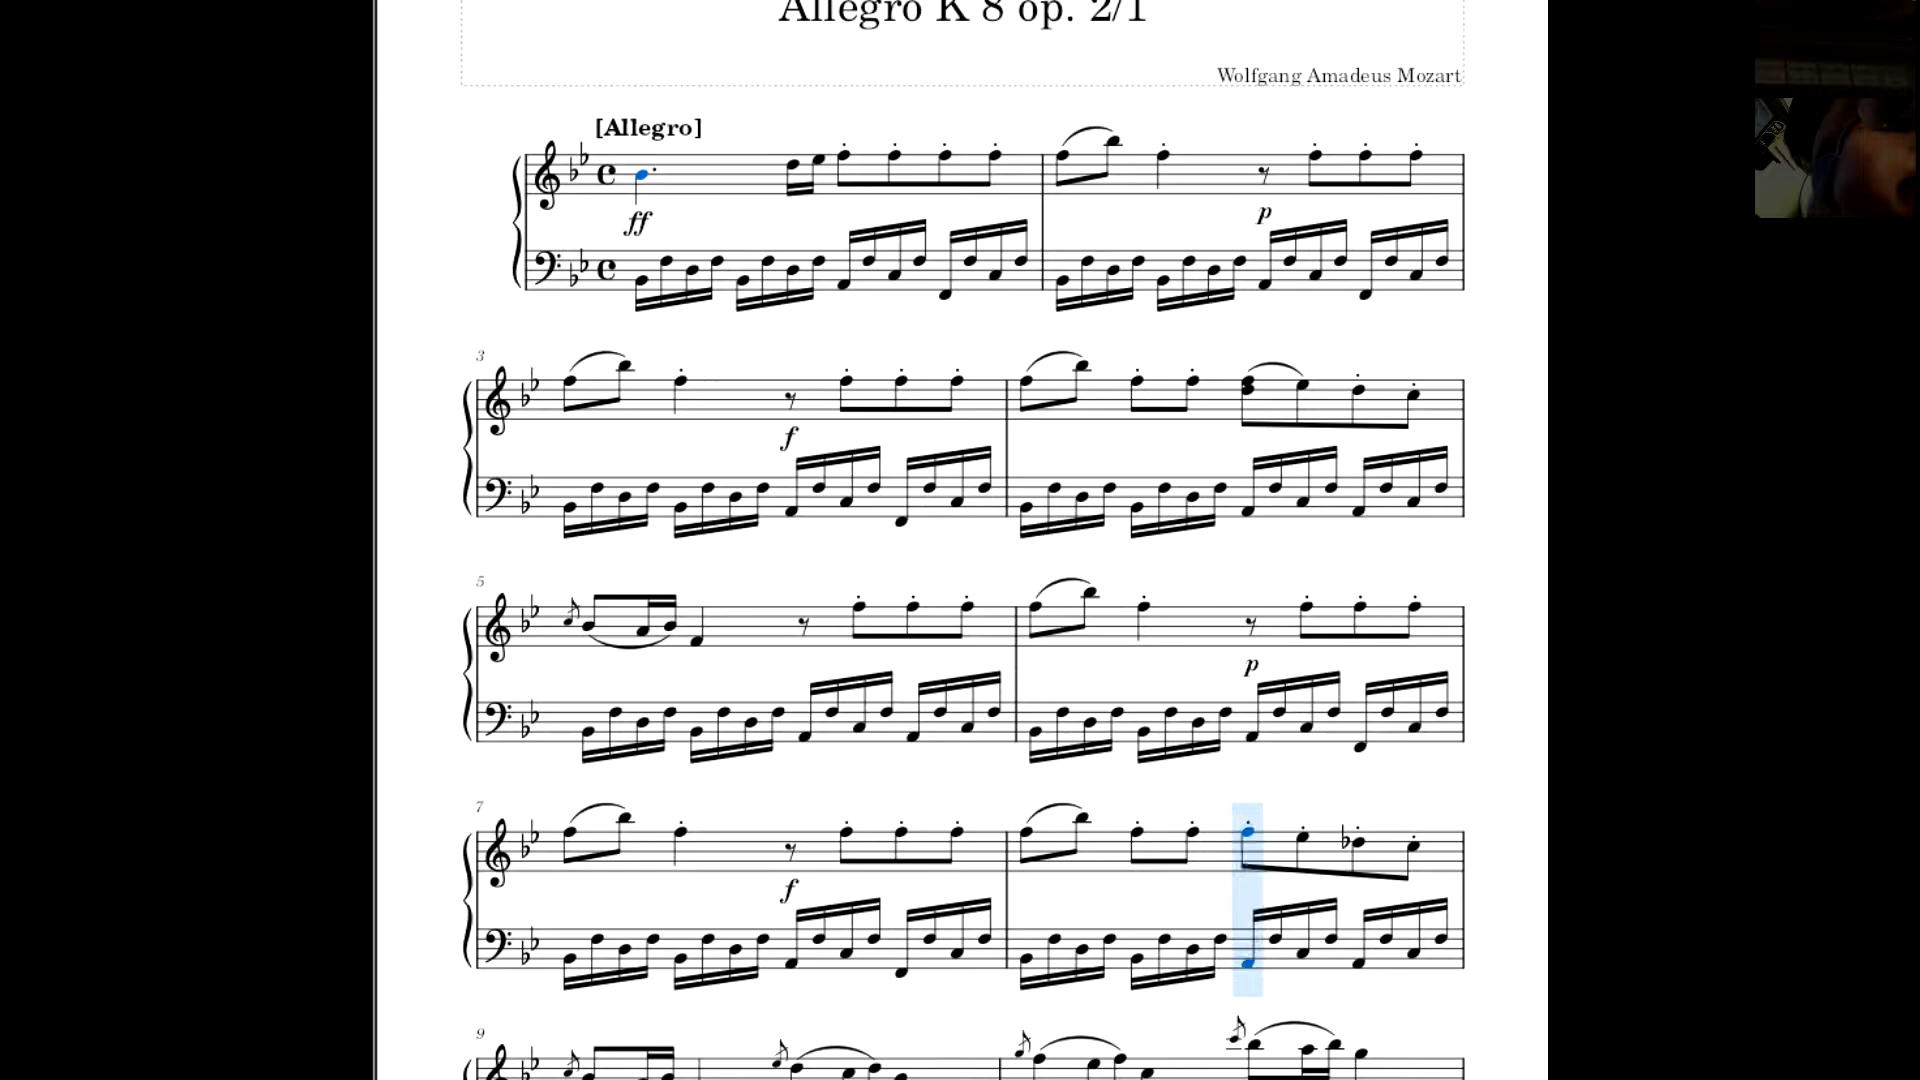 Allegro K 8 op. 2/1
Wolfgang Amadeus Mozart
[Allegro]
ff
p
3
f
5
p
7
f
9